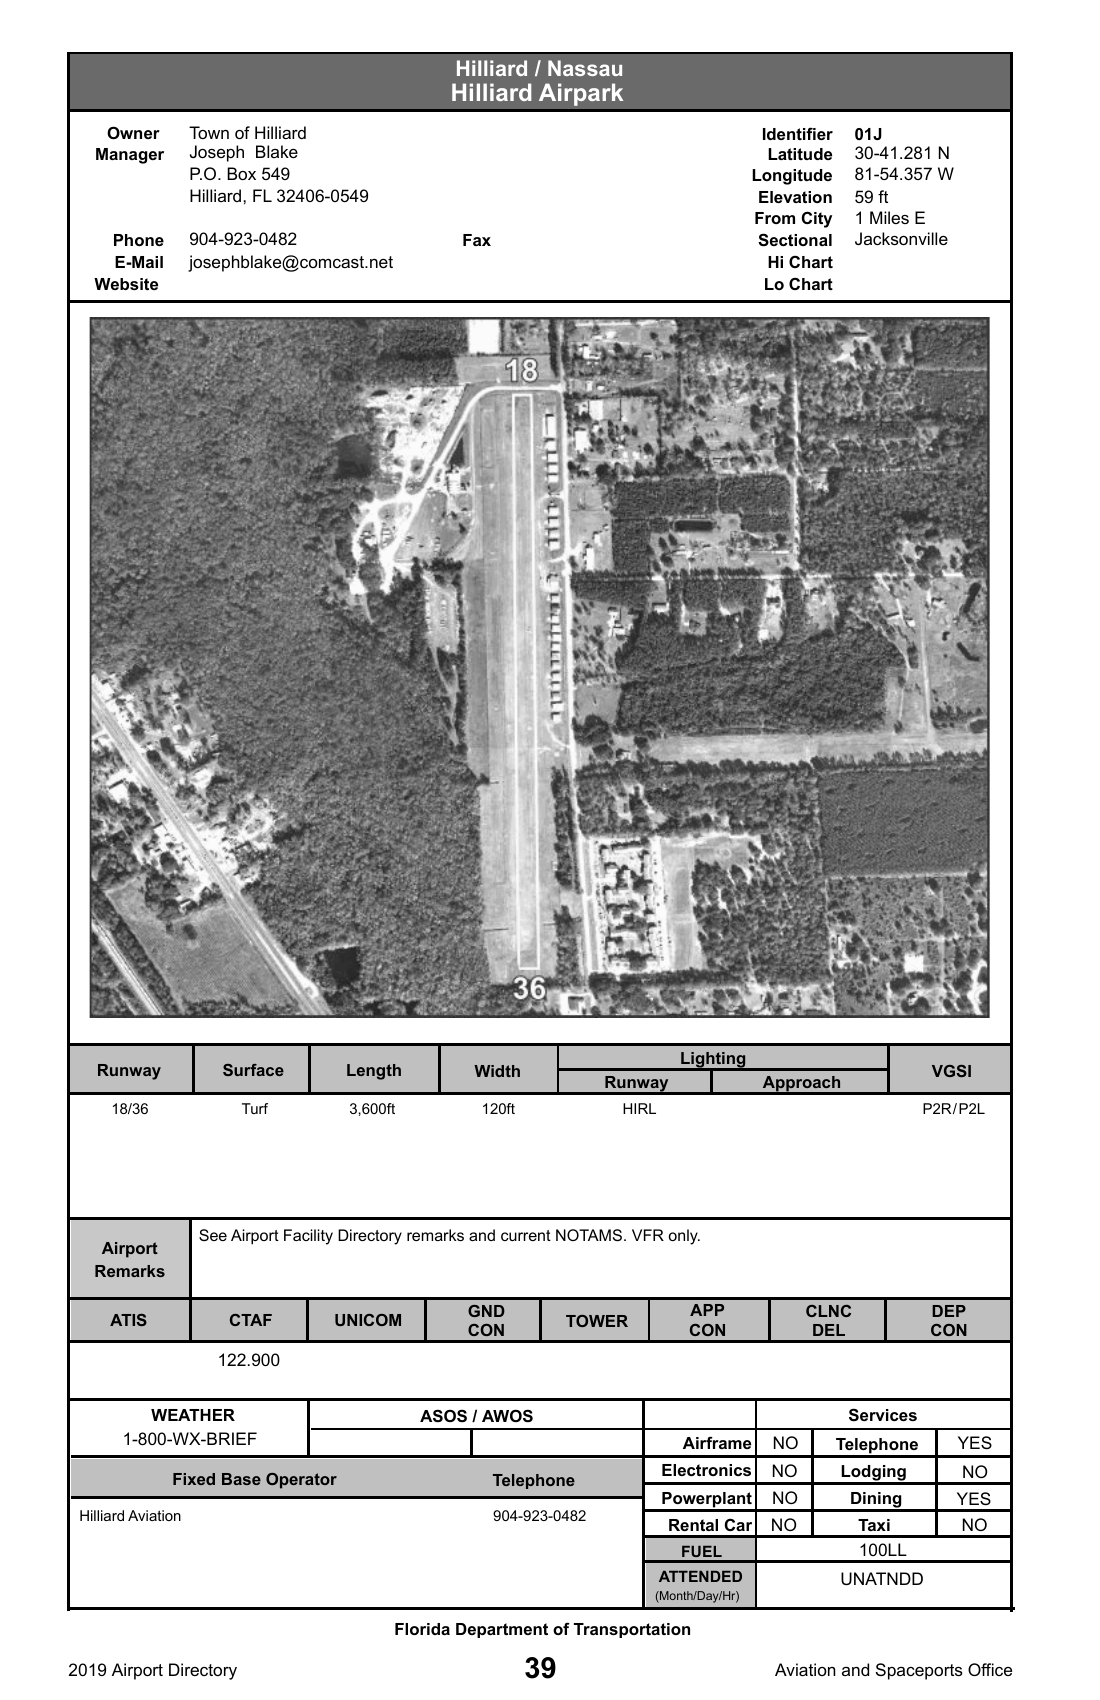 Hilliard / Nassau
Hilliard Airpark
Owner Town of Hilliard
Manager Joseph Blake
P.O. Box 549
Hilliard, FL 32406-0549
Phone 904-923-0482 Fax
E-Mail josephblake@comcast.net
Website
Identifier 01J
Latitude 30-41.281 N
Longitude 81-54.357 W
Elevation 59 ft
From City 1 Miles E
Sectional Jacksonville
Hi Chart
Lo Chart
18
36
Runway Surface Length Width Lighting VGSI
Runway Approach
18/36 Turf 3,600ft 120ft HIRL P2R/P2L
Airport Remarks See Airport Facility Directory remarks and current NOTAMS. VFR only.
ATIS CTAF UNICOM GND CON TOWER APP CON CLNC DEL DEP CON
122.900
WEATHER
1-800-WX-BRIEF
ASOS / AWOS
Fixed Base Operator Telephone
Hilliard Aviation 904-923-0482
Services
Airframe NO Telephone YES
Electronics NO Lodging NO
Powerplant NO Dining YES
Rental Car NO Taxi NO
FUEL 100LL
ATTENDED UNATNDD
(Month/Day/Hr)
Florida Department of Transportation
2019 Airport Directory 39 Aviation and Spaceports Office